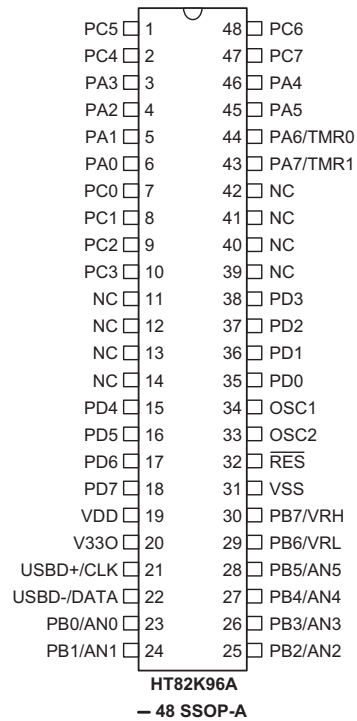 PC5 1 48 PC6
PC4 2 47 PC7
PA3 3 46 PA4
PA2 4 45 PA5
PA1 5 44 PA6/TMR0
PA0 6 43 PA7/TMR1
PC0 7 42 NC
PC1 8 41 NC
PC2 9 40 NC
PC3 10 39 NC
NC 11 38 PD3
NC 12 37 PD2
NC 13 36 PD1
NC 14 35 PD0
PD4 15 34 OSC1
PD5 16 33 OSC2
PD6 17 32 RES
PD7 18 31 VSS
VDD 19 30 PB7/VRH
V33O 20 29 PB6/VRL
USBD+/CLK 21 28 PB5/AN5
USBD-/DATA 22 27 PB4/AN4
PB0/AN0 23 26 PB3/AN3
PB1/AN1 24 25 PB2/AN2
HT82K96A
– 48 SSOP-A